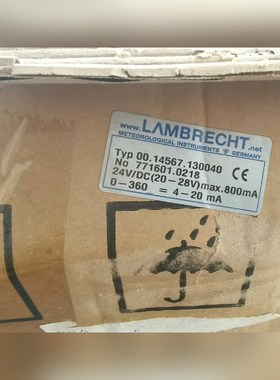 www.LAMBRECHT.net
METEOROLOGICAL INSTRUMENTS GERMANY
Typ 00.14567.130040 CE
No 771601.0218
24V/DC(20-28V)max.800mA
0-360 = 4-20 mA